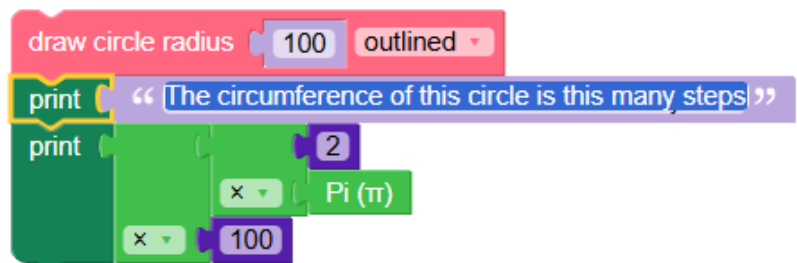 draw circle radius 100 outlined
print “ The circumference of this circle is this many steps ”
print 2
× Pi (π)
× 100